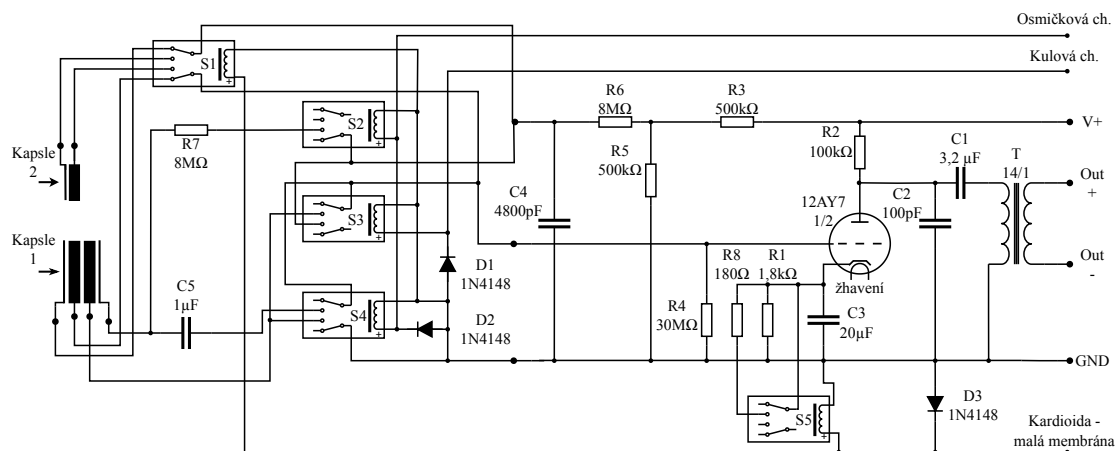 Osmičková ch.
Kulová ch.
S1
R6
8MΩ
R3
500kΩ
V+
S2
R7
8MΩ
R2
100kΩ
C1
3,2 µF
T
14/1
Kapsle
2
R5
500kΩ
Out
+
C4
4800pF
12AY7
1/2
C2
100pF
S3
Kapsle
1
R8
180Ω
R1
1,8kΩ
Out
-
D1
1N4148
žhavení
C5
1µF
S4
D2
1N4148
R4
30MΩ
C3
20µF
GND
D3
1N4148
S5
Kardioida -
malá membrána
+
+
+
+
+